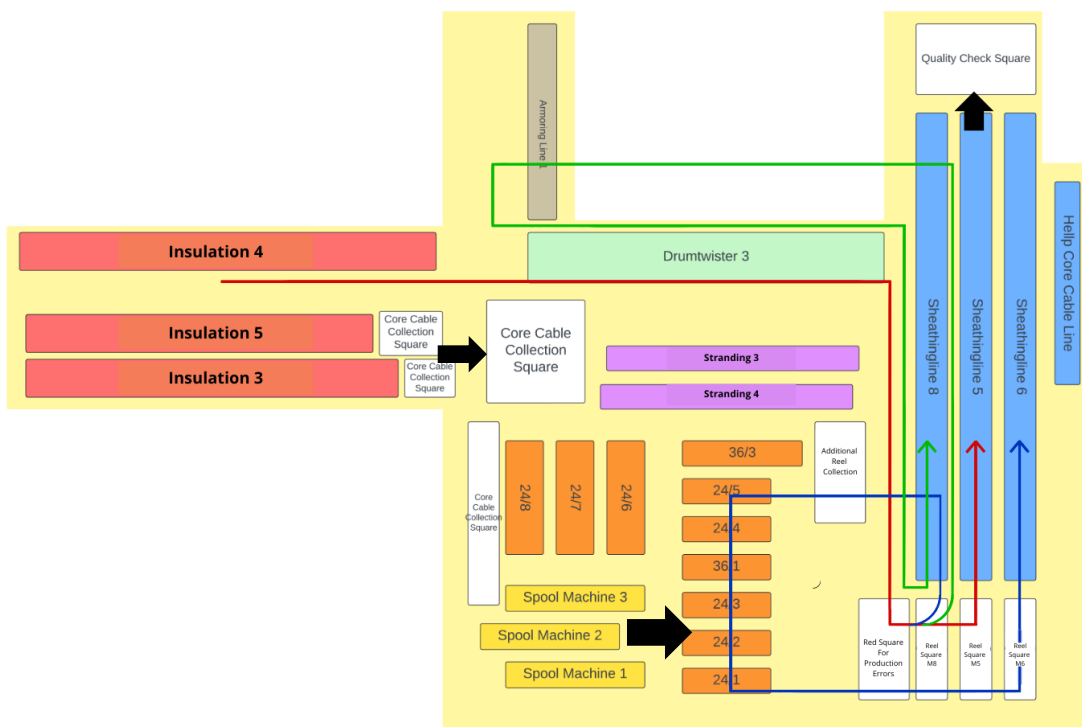 Quality Check Square
Armoring Line 1
Insulation 4
Drumtwister 3
Hellp Core Cable Line
Insulation 5
Core Cable
Collection
Square
Core Cable
Collection
Square
Sheathingline 8
Sheathingline 5
Sheathingline 6
Insulation 3
Core Cable
Collection
Square
Stranding 3
Stranding 4
36/3
Additional
Reel
Collection
24/8
24/7
24/6
24/5
Core
Cable
Collection
Square
24/4
36/1
Spool Machine 3
24/3
Spool Machine 2
24/2
Spool Machine 1
24/1
Red Square
For
Production
Errors
Reel
Square
M8
Reel
Square
M5
Reel
Square
M6